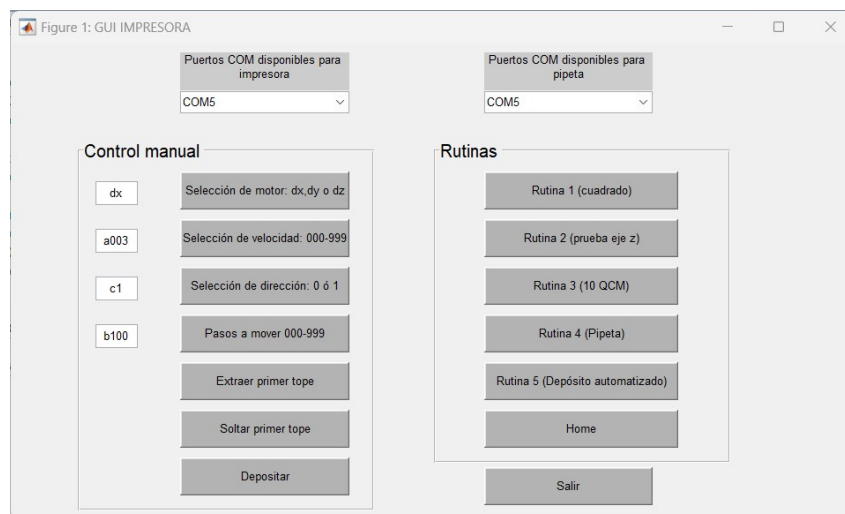 Figure 1: GUI IMPRESORA
Puertos COM disponibles para
impresora
COM5
Puertos COM disponibles para
pipeta
COM5
Control manual
dx
Selección de motor: dx,dy o dz
a003
Selección de velocidad: 000-999
c1
Selección de dirección: 0 ó 1
b100
Pasos a mover 000-999
Extraer primer tope
Soltar primer tope
Depositar
Rutinas
Rutina 1 (cuadrado)
Rutina 2 (prueba eje z)
Rutina 3 (10 QCM)
Rutina 4 (Pipeta)
Rutina 5 (Depósito automatizado)
Home
Salir